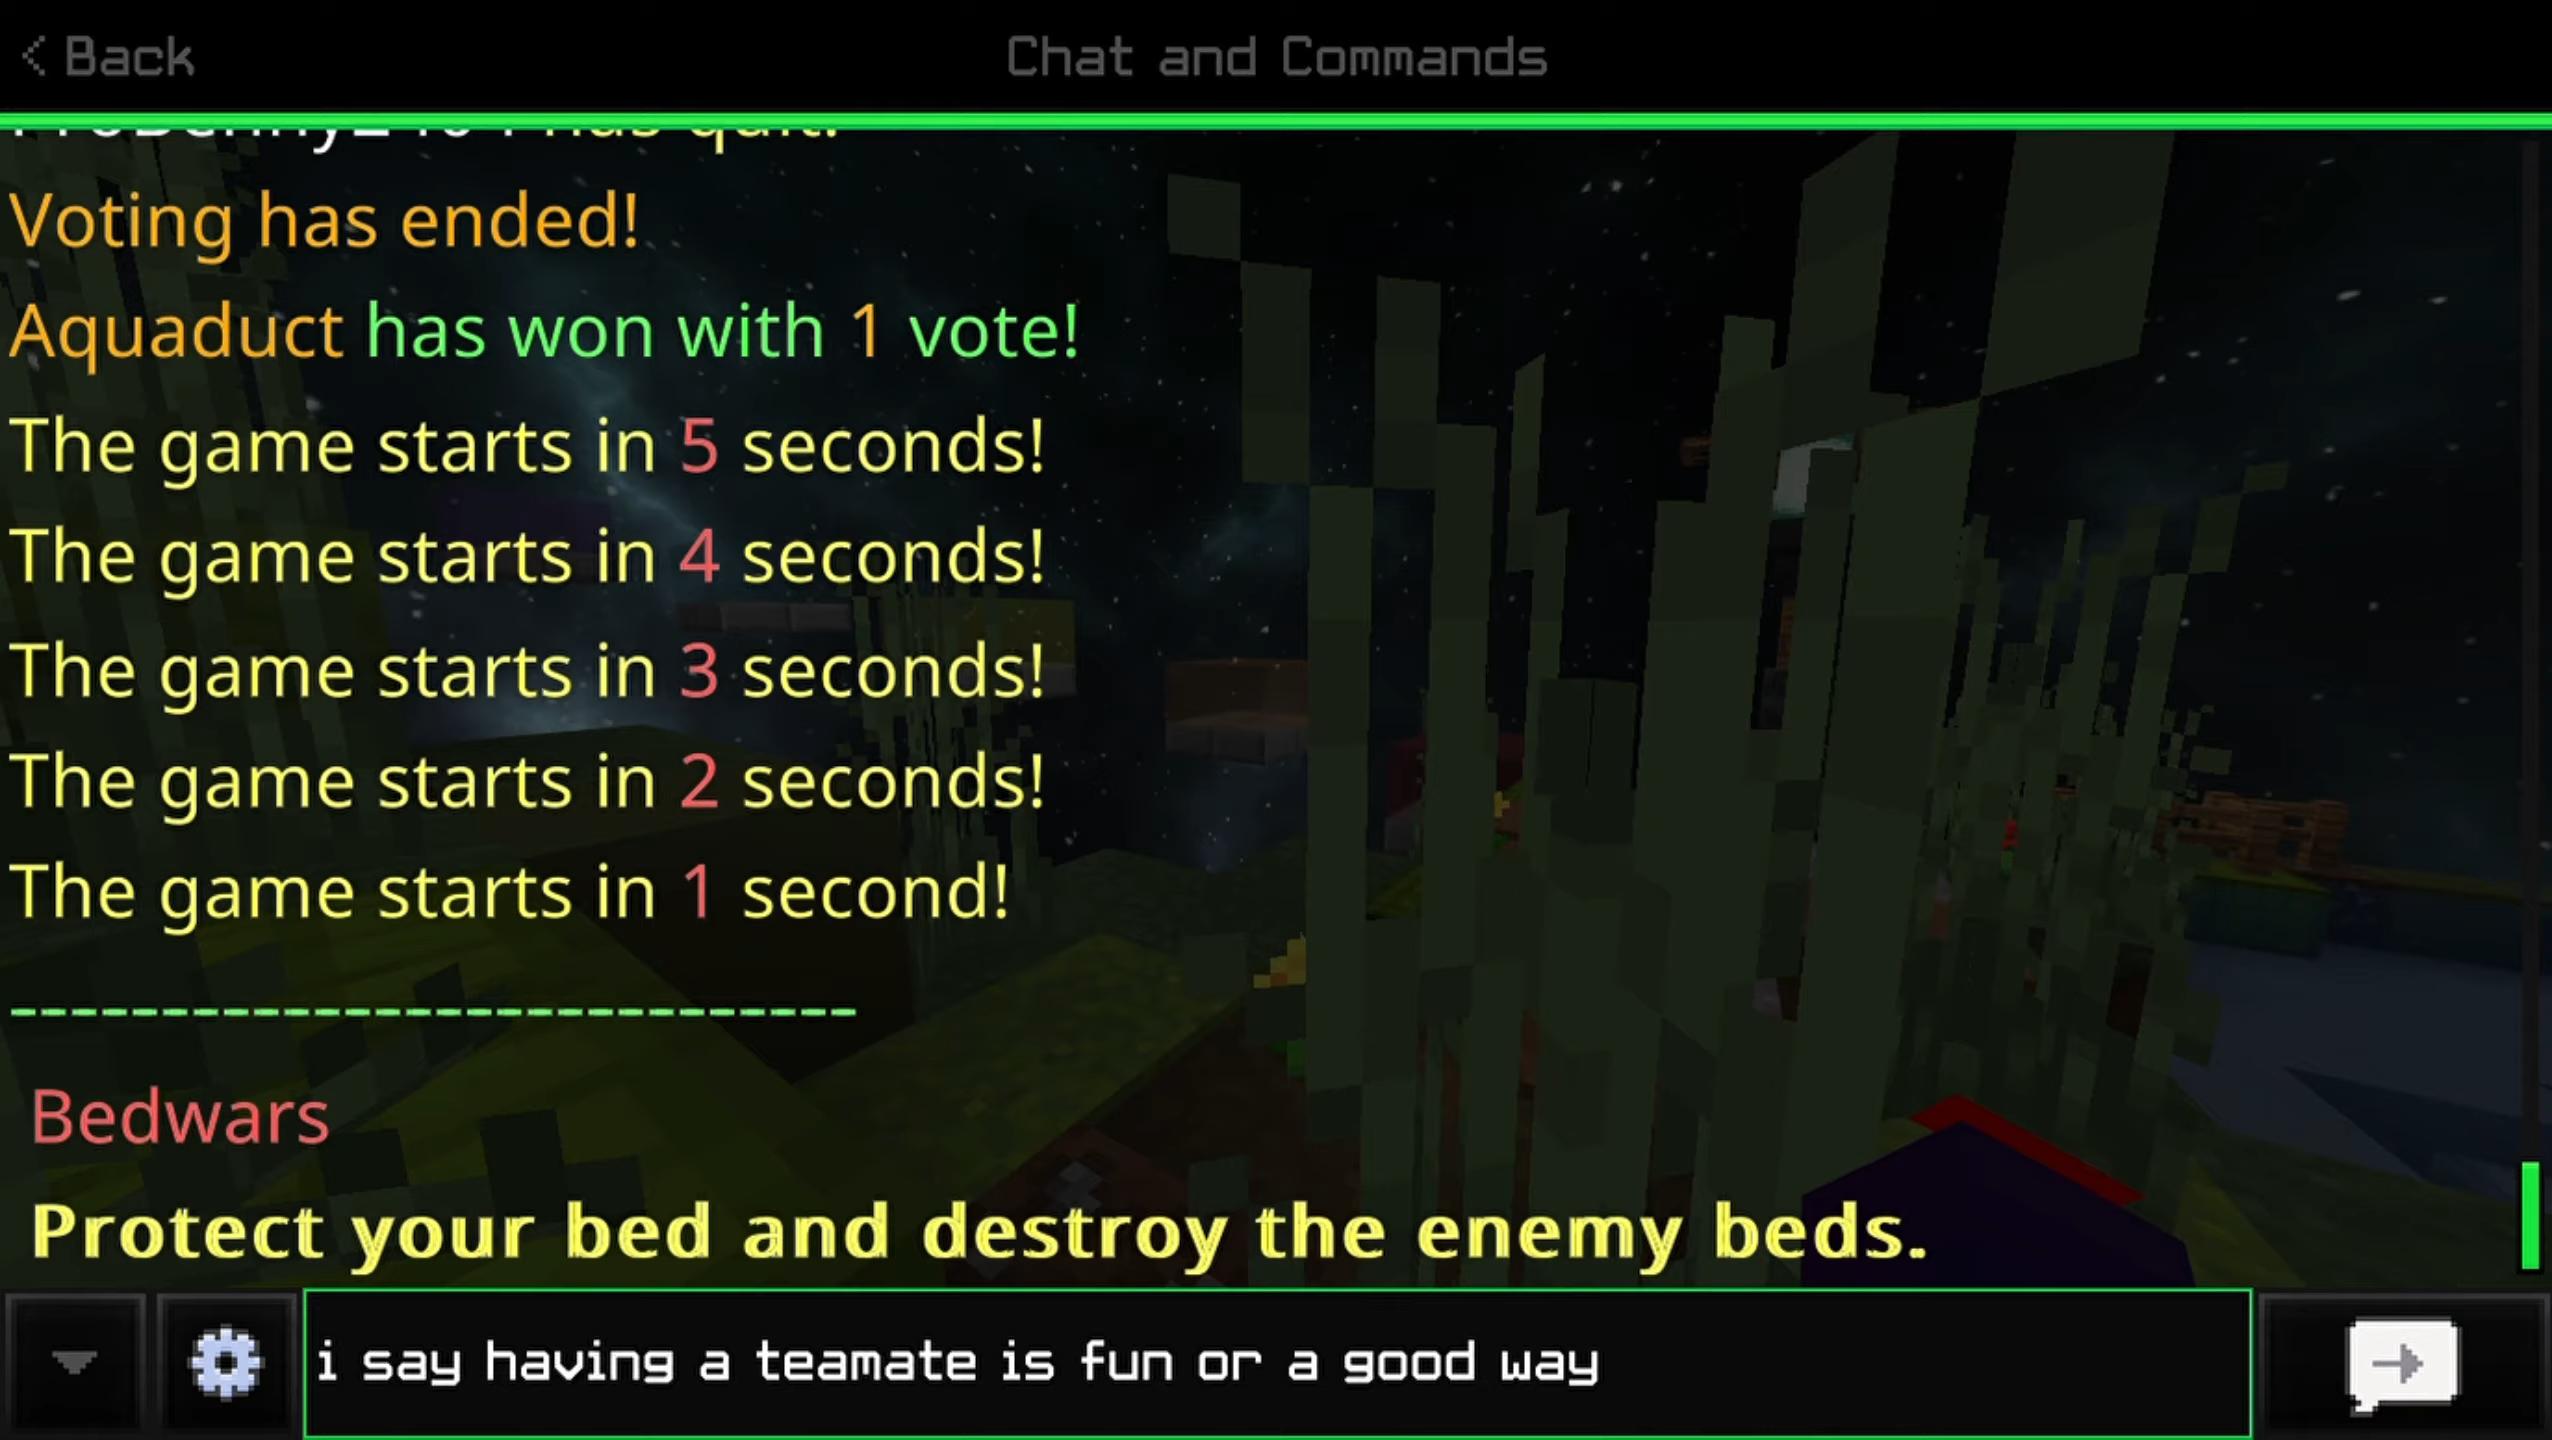 Back
Chat and Commands
has quit.
Voting has ended!
Aquaduct has won with 1 vote!
The game starts in 5 seconds!
The game starts in 4 seconds!
The game starts in 3 seconds!
The game starts in 2 seconds!
The game starts in 1 second!
----------------------------
Bedwars
Protect your bed and destroy the enemy beds.
i say having a teamate is fun or a good way